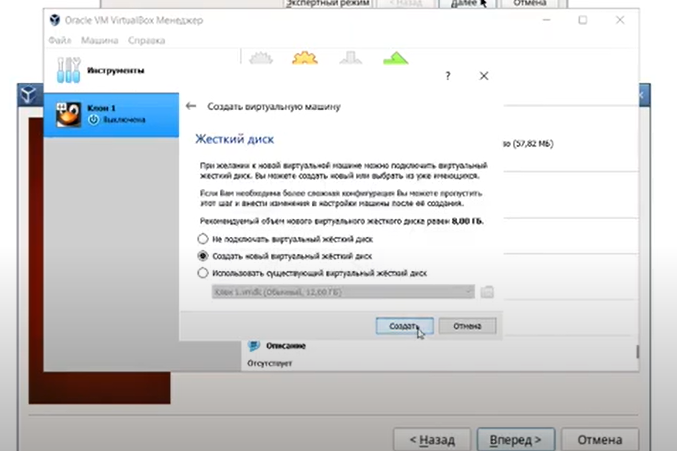 Экспертный режим
< Назад
Далее
Отмена
Oracle VM VirtualBox Менеджер
Файл Машина Справка
Инструменты
?
Клон 1
Выключена
Создать виртуальную машину
Жесткий диск
(57,82 МБ)
При желании к новой виртуальной машине можно подключить виртуальный
жёсткий диск. Вы можете создать новый или выбрать из уже имеющихся.
Если Вам необходима более сложная конфигурация Вы можете пропустить
этот шаг и внести изменения в настройки машины после её создания.
Рекомендуемый объем нового виртуального жесткого диска равен 8,00 ГБ.
Не подключать виртуальный жёсткий диск
Создать новый виртуальный жёсткий диск
Использовать существующий виртуальный жёсткий диск
Клон 1.vmdk (Обычный, 12,00 ГБ)
Создать
Отмена
Описание
Отсутствует
< Назад
Вперед >
Отмена